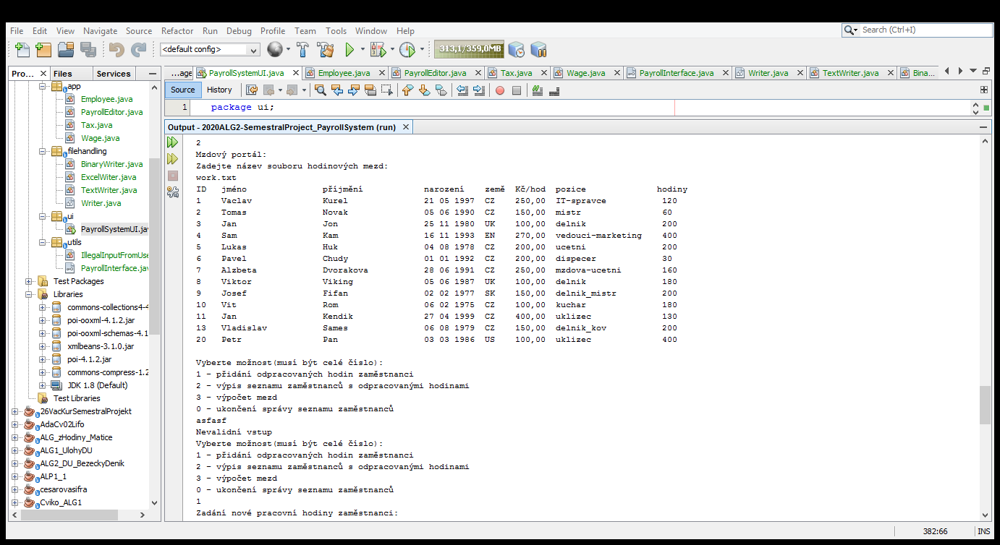 File Edit View Navigate Source Refactor Run Debug Profile Team Tools Window Help
Search (Ctrl+I)
<default config>
313,1/359,0MB
Pro... Files Services
...age PayrollSystemUI.java Employee.java PayrollEditor.java Tax.java Wage.java PayrollInterface.java Writer.java TextWriter.java Bina...
Source History
1 package ui;
app
Employee.java
PayrollEditor.java
Tax.java
Wage.java
filehandling
BinaryWriter.java
ExcelWiter.java
TextWriter.java
Writer.java
ui
PayrollSystemUI.jav
utils
IllegalInputFromUse
PayrollInterface.jav
Test Packages
Libraries
commons-collections4-4
poi-ooxml-4.1.2.jar
poi-ooxml-schemas-4.1
xmlbeans-3.1.0.jar
poi-4.1.2.jar
commons-compress-1.2
JDK 1.8 (Default)
Test Libraries
26VacKurSemestralProjekt
AdaCv02Lifo
ALG_zHodiny_Matice
ALG1_UlohyDU
ALG2_DU_BezeckyDenik
ALP1_1
cesarovasifra
Cviko_ALG1
Output - 2020ALG2-SemestralProject_PayrollSystem (run)
2
Mzdový portál:
Zadejte název souboru hodinových mezd:
work.txt
ID jméno příjmění narození země Kč/hod pozice hodiny
1 Vaclav Kurel 21 05 1997 CZ 250,00 IT-spravce 120
2 Tomas Novak 05 06 1990 CZ 150,00 mistr 60
3 Jan Jon 25 11 1980 UK 100,00 delnik 200
4 Sam Kam 16 11 1993 EN 270,00 vedouci-marketing 400
5 Lukas Huk 04 08 1978 CZ 200,00 ucetni 200
6 Pavel Chudy 01 01 1992 CZ 200,00 dispecer 30
7 Alzbeta Dvorakova 28 06 1991 CZ 250,00 mzdova-ucetni 160
8 Viktor Viking 05 06 1987 UK 100,00 delnik 180
9 Josef Fifan 02 02 1977 SK 150,00 delnik_mistr 200
10 Vit Rom 06 02 1975 CZ 100,00 kuchar 180
11 Jan Kendik 27 04 1999 CZ 400,00 uklizec 130
13 Vladislav Sames 06 08 1979 CZ 150,00 delnik_kov 200
20 Petr Pan 03 03 1986 US 100,00 uklizec 400
Vyberte možnost(musí být celé číslo):
1 - přidání odpracovaných hodin zaměstnanci
2 - výpis seznamu zaměstnanců s odpracovanými hodinami
3 - výpočet mezd
0 - ukončení správy seznamu zaměstnanců
asfasf
Nevalidní vstup
Vyberte možnost(musí být celé číslo):
1 - přidání odpracovaných hodin zaměstnanci
2 - výpis seznamu zaměstnanců s odpracovanými hodinami
3 - výpočet mezd
0 - ukončení správy seznamu zaměstnanců
1
Zadání nové pracovní hodiny zaměstnanci:
382:66 INS